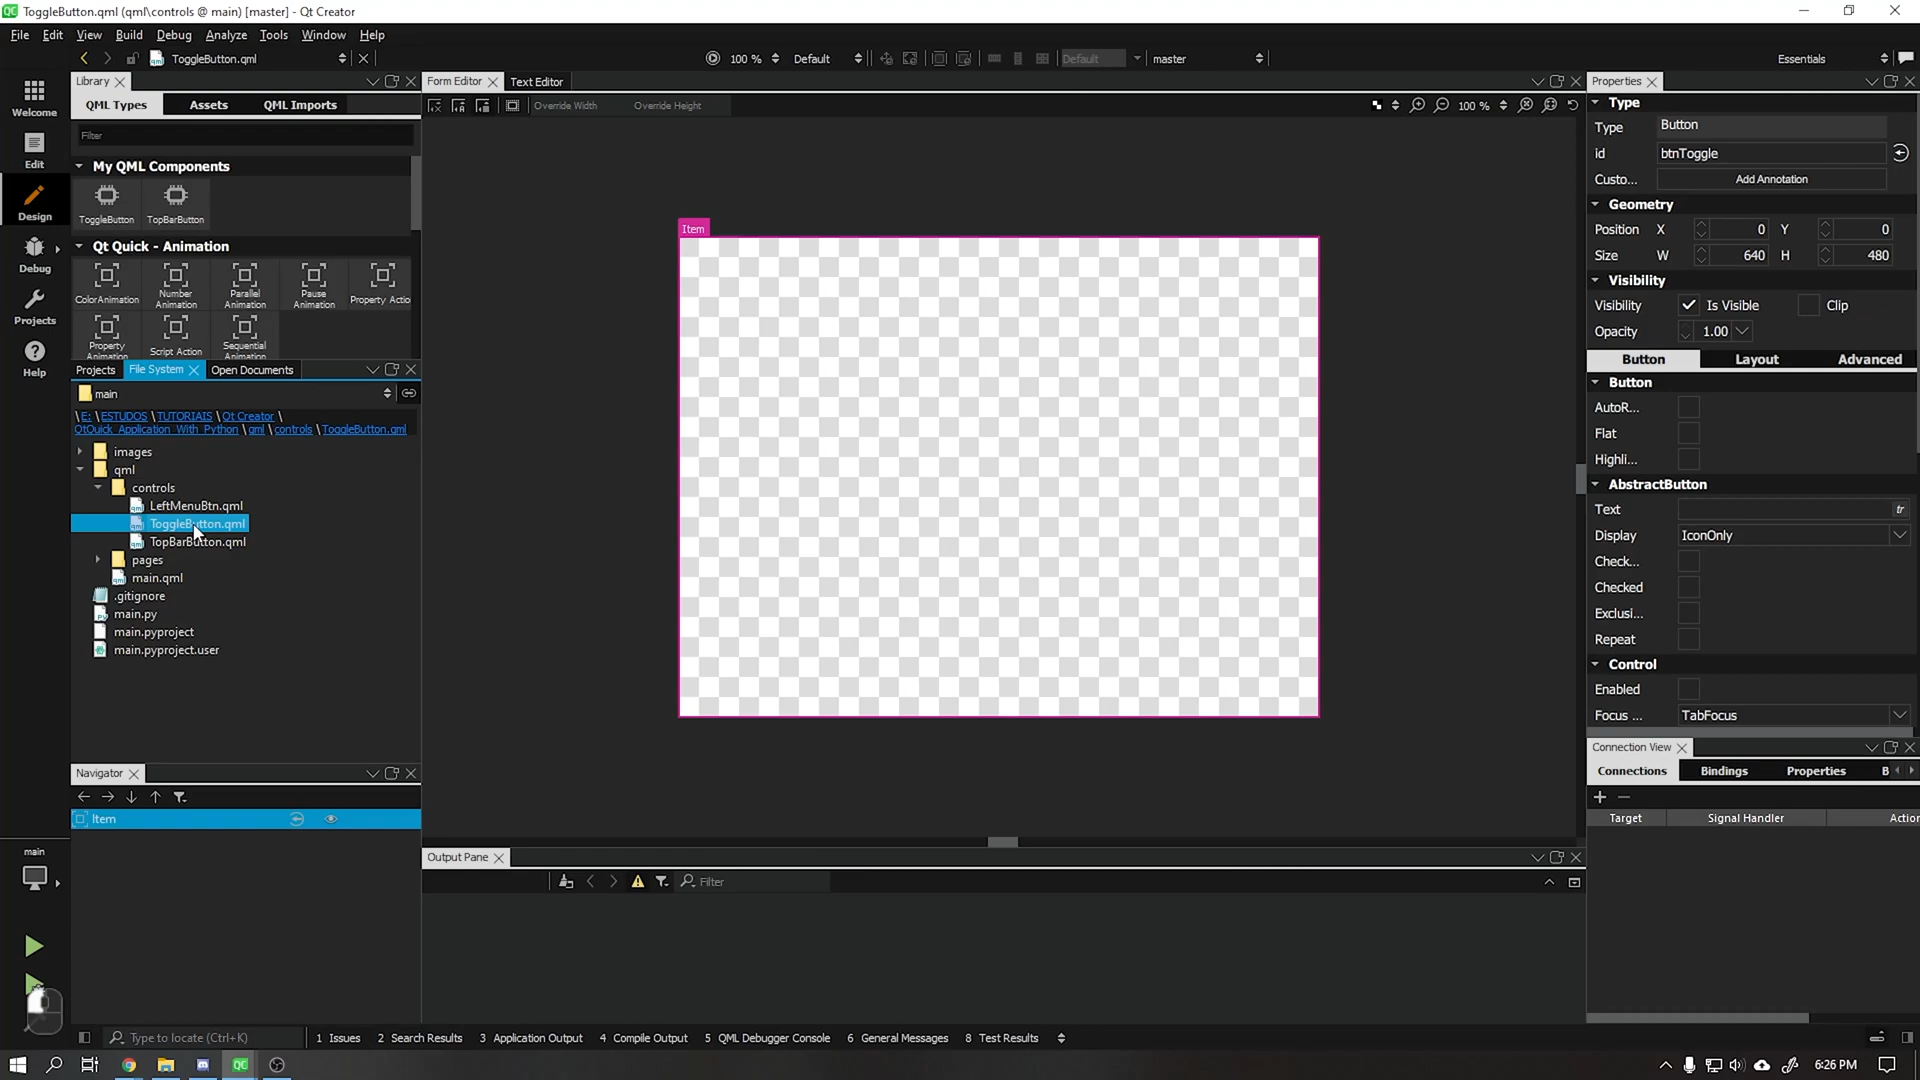 ToggleButton.qml (qml\controls @ main) [master] - Qt Creator
File Edit View Build Debug Analyze Tools Window Help
ToggleButton.qml
100 %
Default
Default
master
Essentials
Welcome
Edit
Design
Debug
Projects
Help
Library
QML Types
Assets
QML Imports
Filter
My QML Components
ToggleButton
TopBarButton
Qt Quick - Animation
ColorAnimation
Number Animation
Parallel Animation
Pause Animation
Property Actio
Property Animation
Script Action
Sequential Animation
Projects
File System
Open Documents
main
\ E: \ ESTUDOS \ TUTORIAIS \ Qt Creator \
QtQuick_Application_With_Python \ qml \ controls \ ToggleButton.qml
images
qml
controls
LeftMenuBtn.qml
ToggleButton.qml
TopBarButton.qml
pages
main.qml
.gitignore
main.py
main.pyproject
main.pyproject.user
Navigator
Item
main
Form Editor
Text Editor
Override Width
Override Height
100 %
Item
Output Pane
Filter
Properties
Type
Type Button
id btnToggle
Custo... Add Annotation
Geometry
Position X 0 Y 0
Size W 640 H 480
Visibility
Visibility Is Visible Clip
Opacity 1.00
Button Layout Advanced
Button
AutoR...
Flat
Highli...
AbstractButton
Text tr
Display IconOnly
Check...
Checked
Exclusi...
Repeat
Control
Enabled
Focus ... TabFocus
Connection View
Connections Bindings Properties B
Target Signal Handler Action
Type to locate (Ctrl+K)
1 Issues 2 Search Results 3 Application Output 4 Compile Output 5 QML Debugger Console 6 General Messages 8 Test Results
QC
6:26 PM